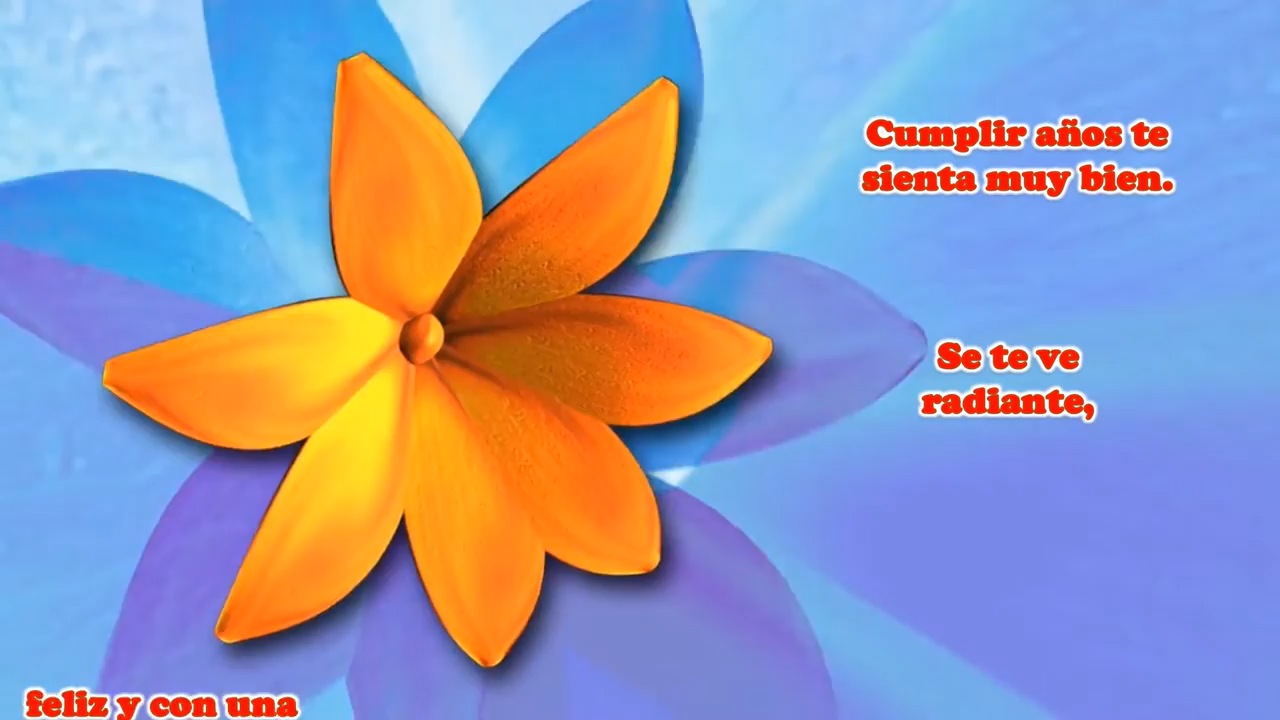 Cumplir años te
sienta muy bien.
Se te ve
radiante,
feliz y con una